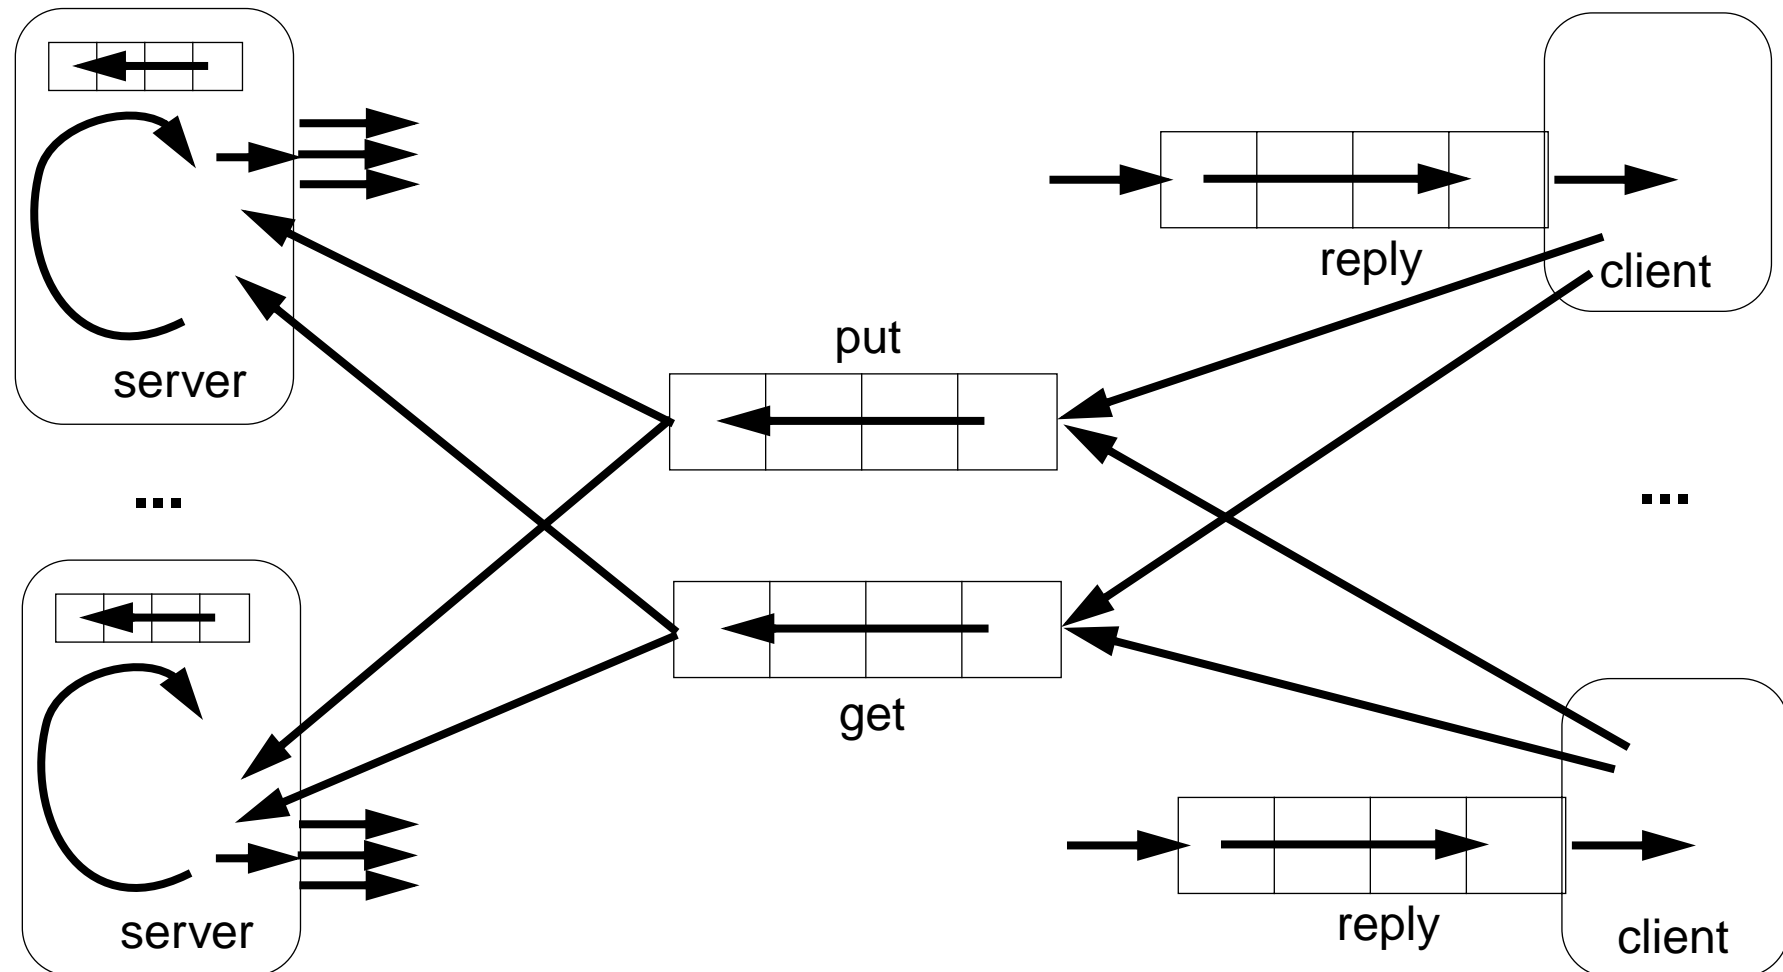 reply
client
put
server
...
...
get
reply
server
client